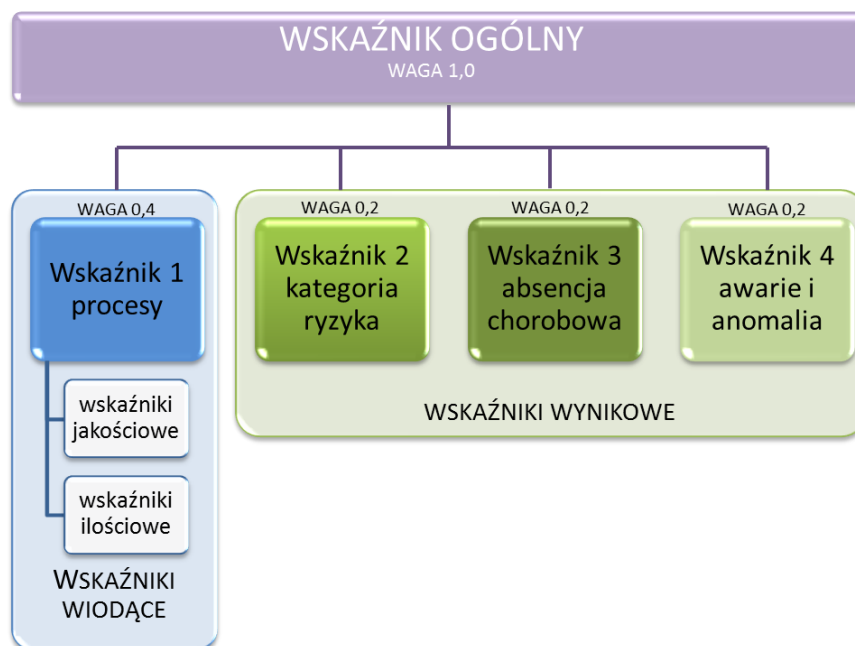 WSKAŹNIK OGÓLNY
WAGA 1,0
WAGA 0,4
Wskaźnik 1
procesy
wskaźniki
jakościowe
wskaźniki
ilościowe
WSKAŹNIKI
WIODĄCE
WAGA 0,2
Wskaźnik 2
kategoria
ryzyka
WAGA 0,2
Wskaźnik 3
absencja
chorobowa
WAGA 0,2
Wskaźnik 4
awarie i
anomalia
WSKAŹNIKI WYNIKOWE